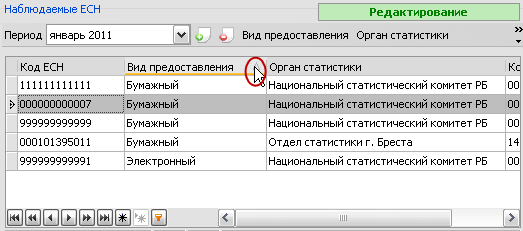 Наблюдаемые ЕСН
Редактирование
Период январь 2011 Вид предоставления Орган статистики
Код ЕСН Вид предоставления Орган статистики Ко
111111111111 Бумажный Национальный статистический комитет РБ 00
000000000007 Бумажный Национальный статистический комитет РБ 00
999999999999 Бумажный Национальный статистический комитет РБ 00
000101395011 Бумажный Отдел статистики г. Бреста 14
999999999991 Электронный Национальный статистический комитет РБ 00